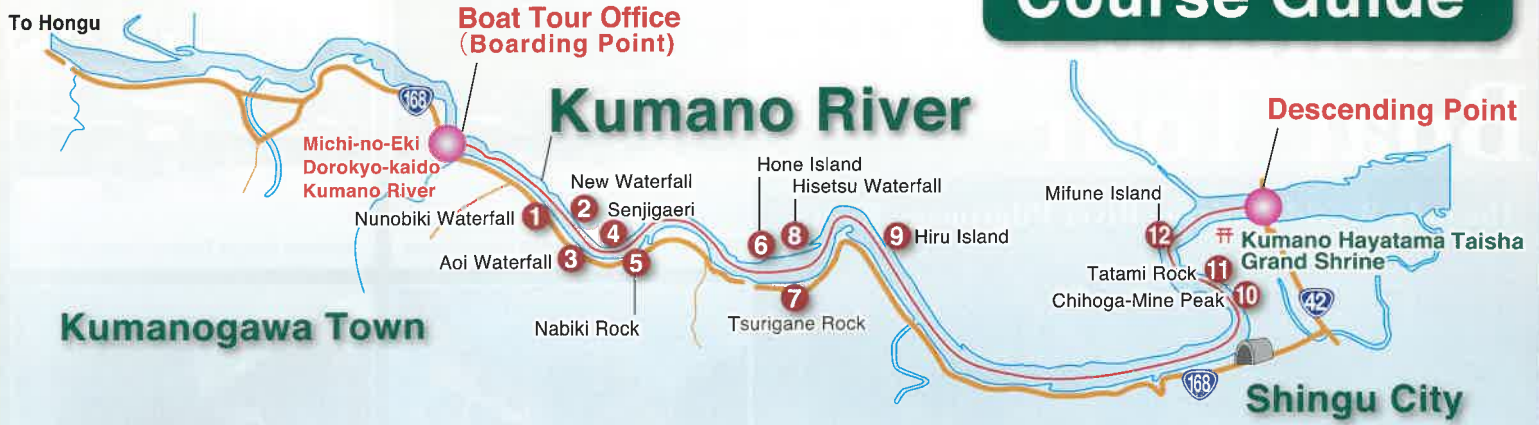 Course Guide
To Hongu
Boat Tour Office
(Boarding Point)
168
Kumano River
Descending Point
Michi-no-Eki
Dorokyo-kaido
Kumano River
Hone Island
Hisetsu Waterfall
New Waterfall
2
Senjigaeri
4
Nunobiki Waterfall
1
Aoi Waterfall
3
5
Nabiki Rock
6
8
7
Tsurigane Rock
9
Hiru Island
Mifune Island
12
Kumano Hayatama Taisha
Grand Shrine
Tatami Rock
11
Chihoga-Mine Peak
10
42
168
Kumanogawa Town
Shingu City